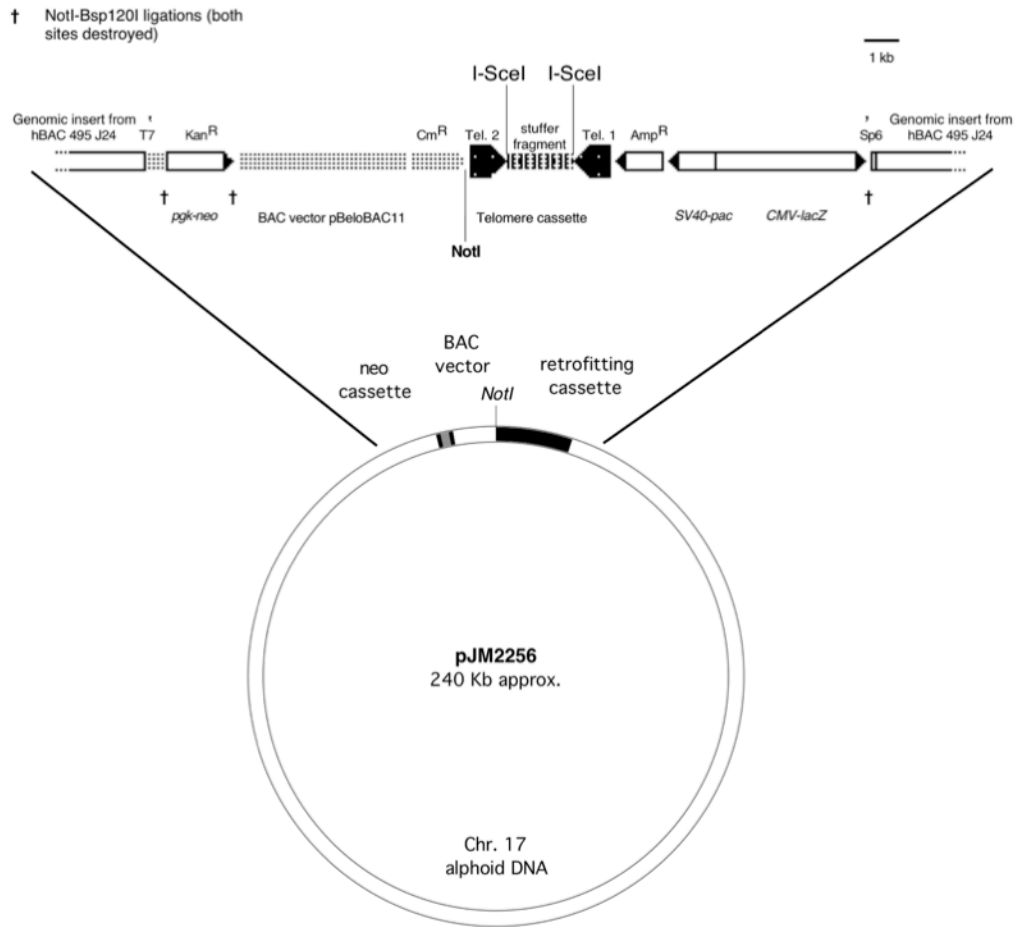 † NotI-Bsp120I ligations (both
sites destroyed)
1 kb
I-SceI I-SceI
Genomic insert from
hBAC 495 J24
T7
KanR
CmR
Tel. 2
stuffer
fragment
Tel. 1
AmpR
Sp6
Genomic insert from
hBAC 495 J24
† † †
pgk-neo
BAC vector pBeloBAC11
Telomere cassette
SV40-pac
CMV-lacZ
NotI
neo
cassette
BAC
vector
NotI
retrofitting
cassette
pJM2256
240 Kb approx.
Chr. 17
alphoid DNA